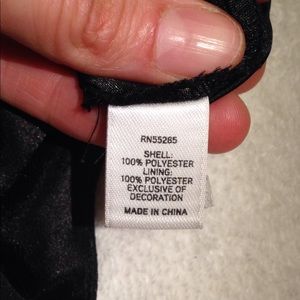 RN55285
SHELL:
100% POLYESTER
LINING:
100% POLYESTER
EXCLUSIVE OF
DECORATION
MADE IN CHINA